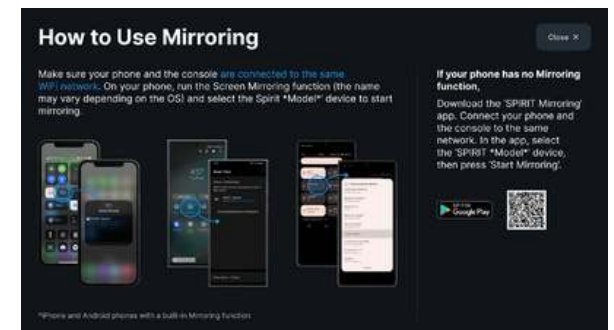 How to Use Mirroring
Close X
Make sure your phone and the console are connected to the same
WiFi network. On your phone, run the Screen Mirroring function (the name
may vary depending on the OS) and select the Spirit *Model*' device to start
mirroring.
If your phone has no Mirroring
function,
Download the 'SPIRIT Mirroring'
app. Connect your phone and
the console to the same
network. In the app, select
the 'SPIRIT *Model*' device,
then press 'Start Mirroring'.
GET IT ON
Google Play
*iPhone and Android phones with a built-in Mirroring function